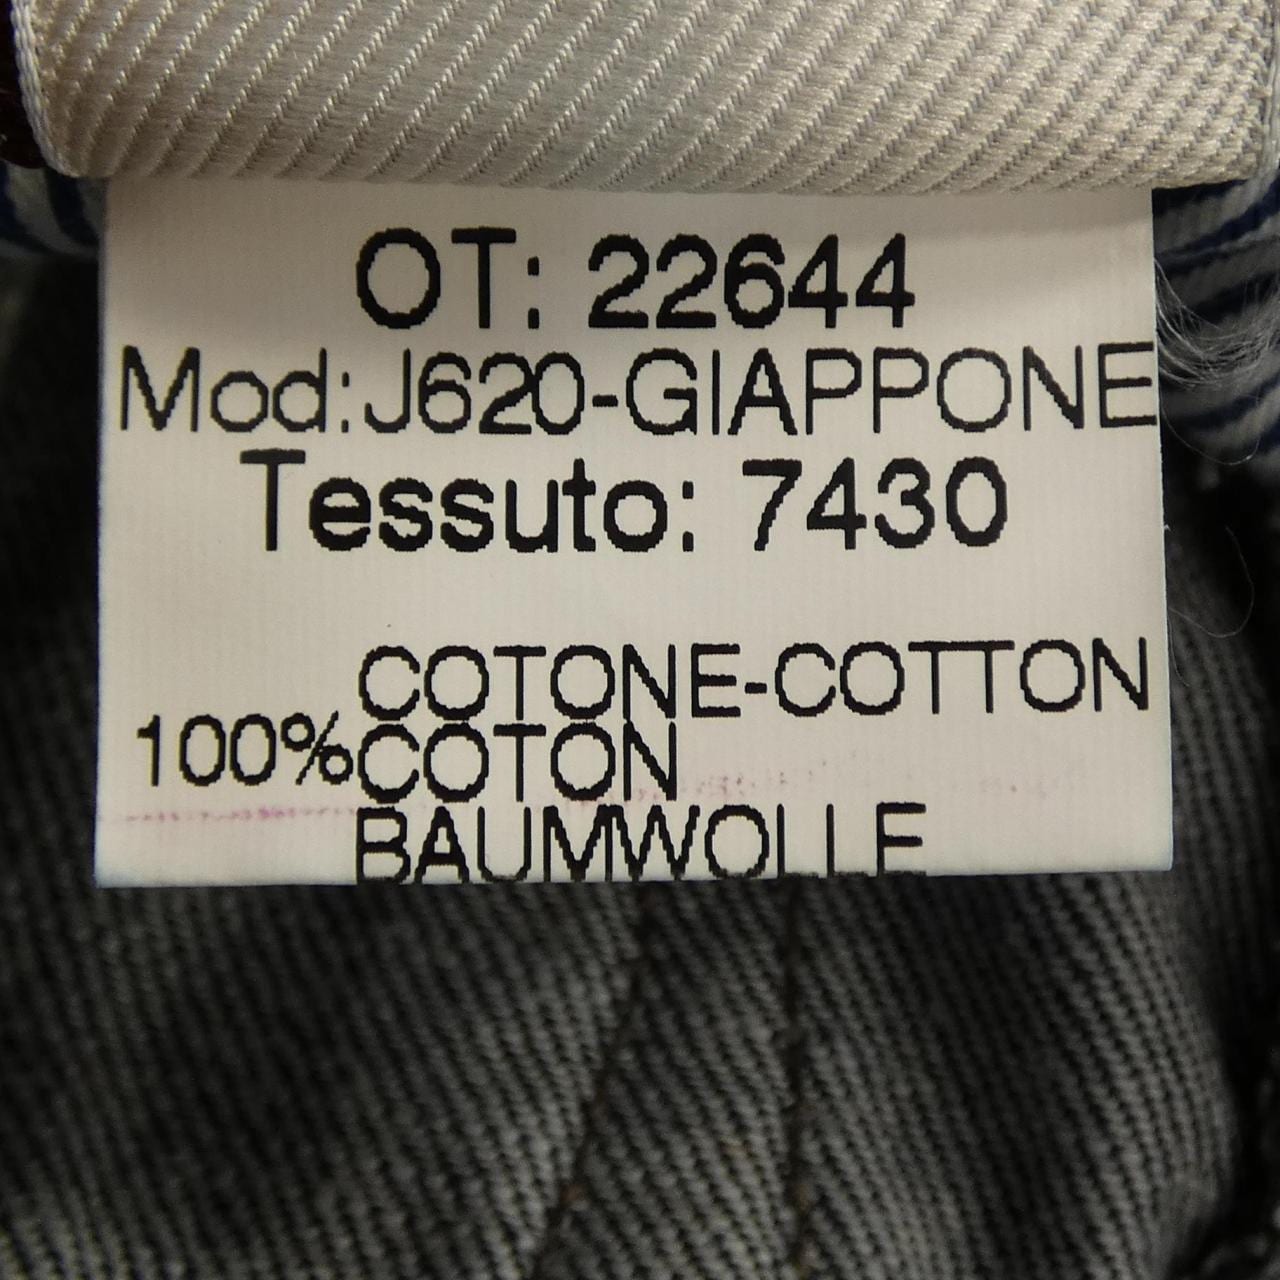 OT: 22644
Mod:J620-GIAPPONE
Tessuto: 7430
COTONE-COTTON
100%COTON
BAUMWOLLE